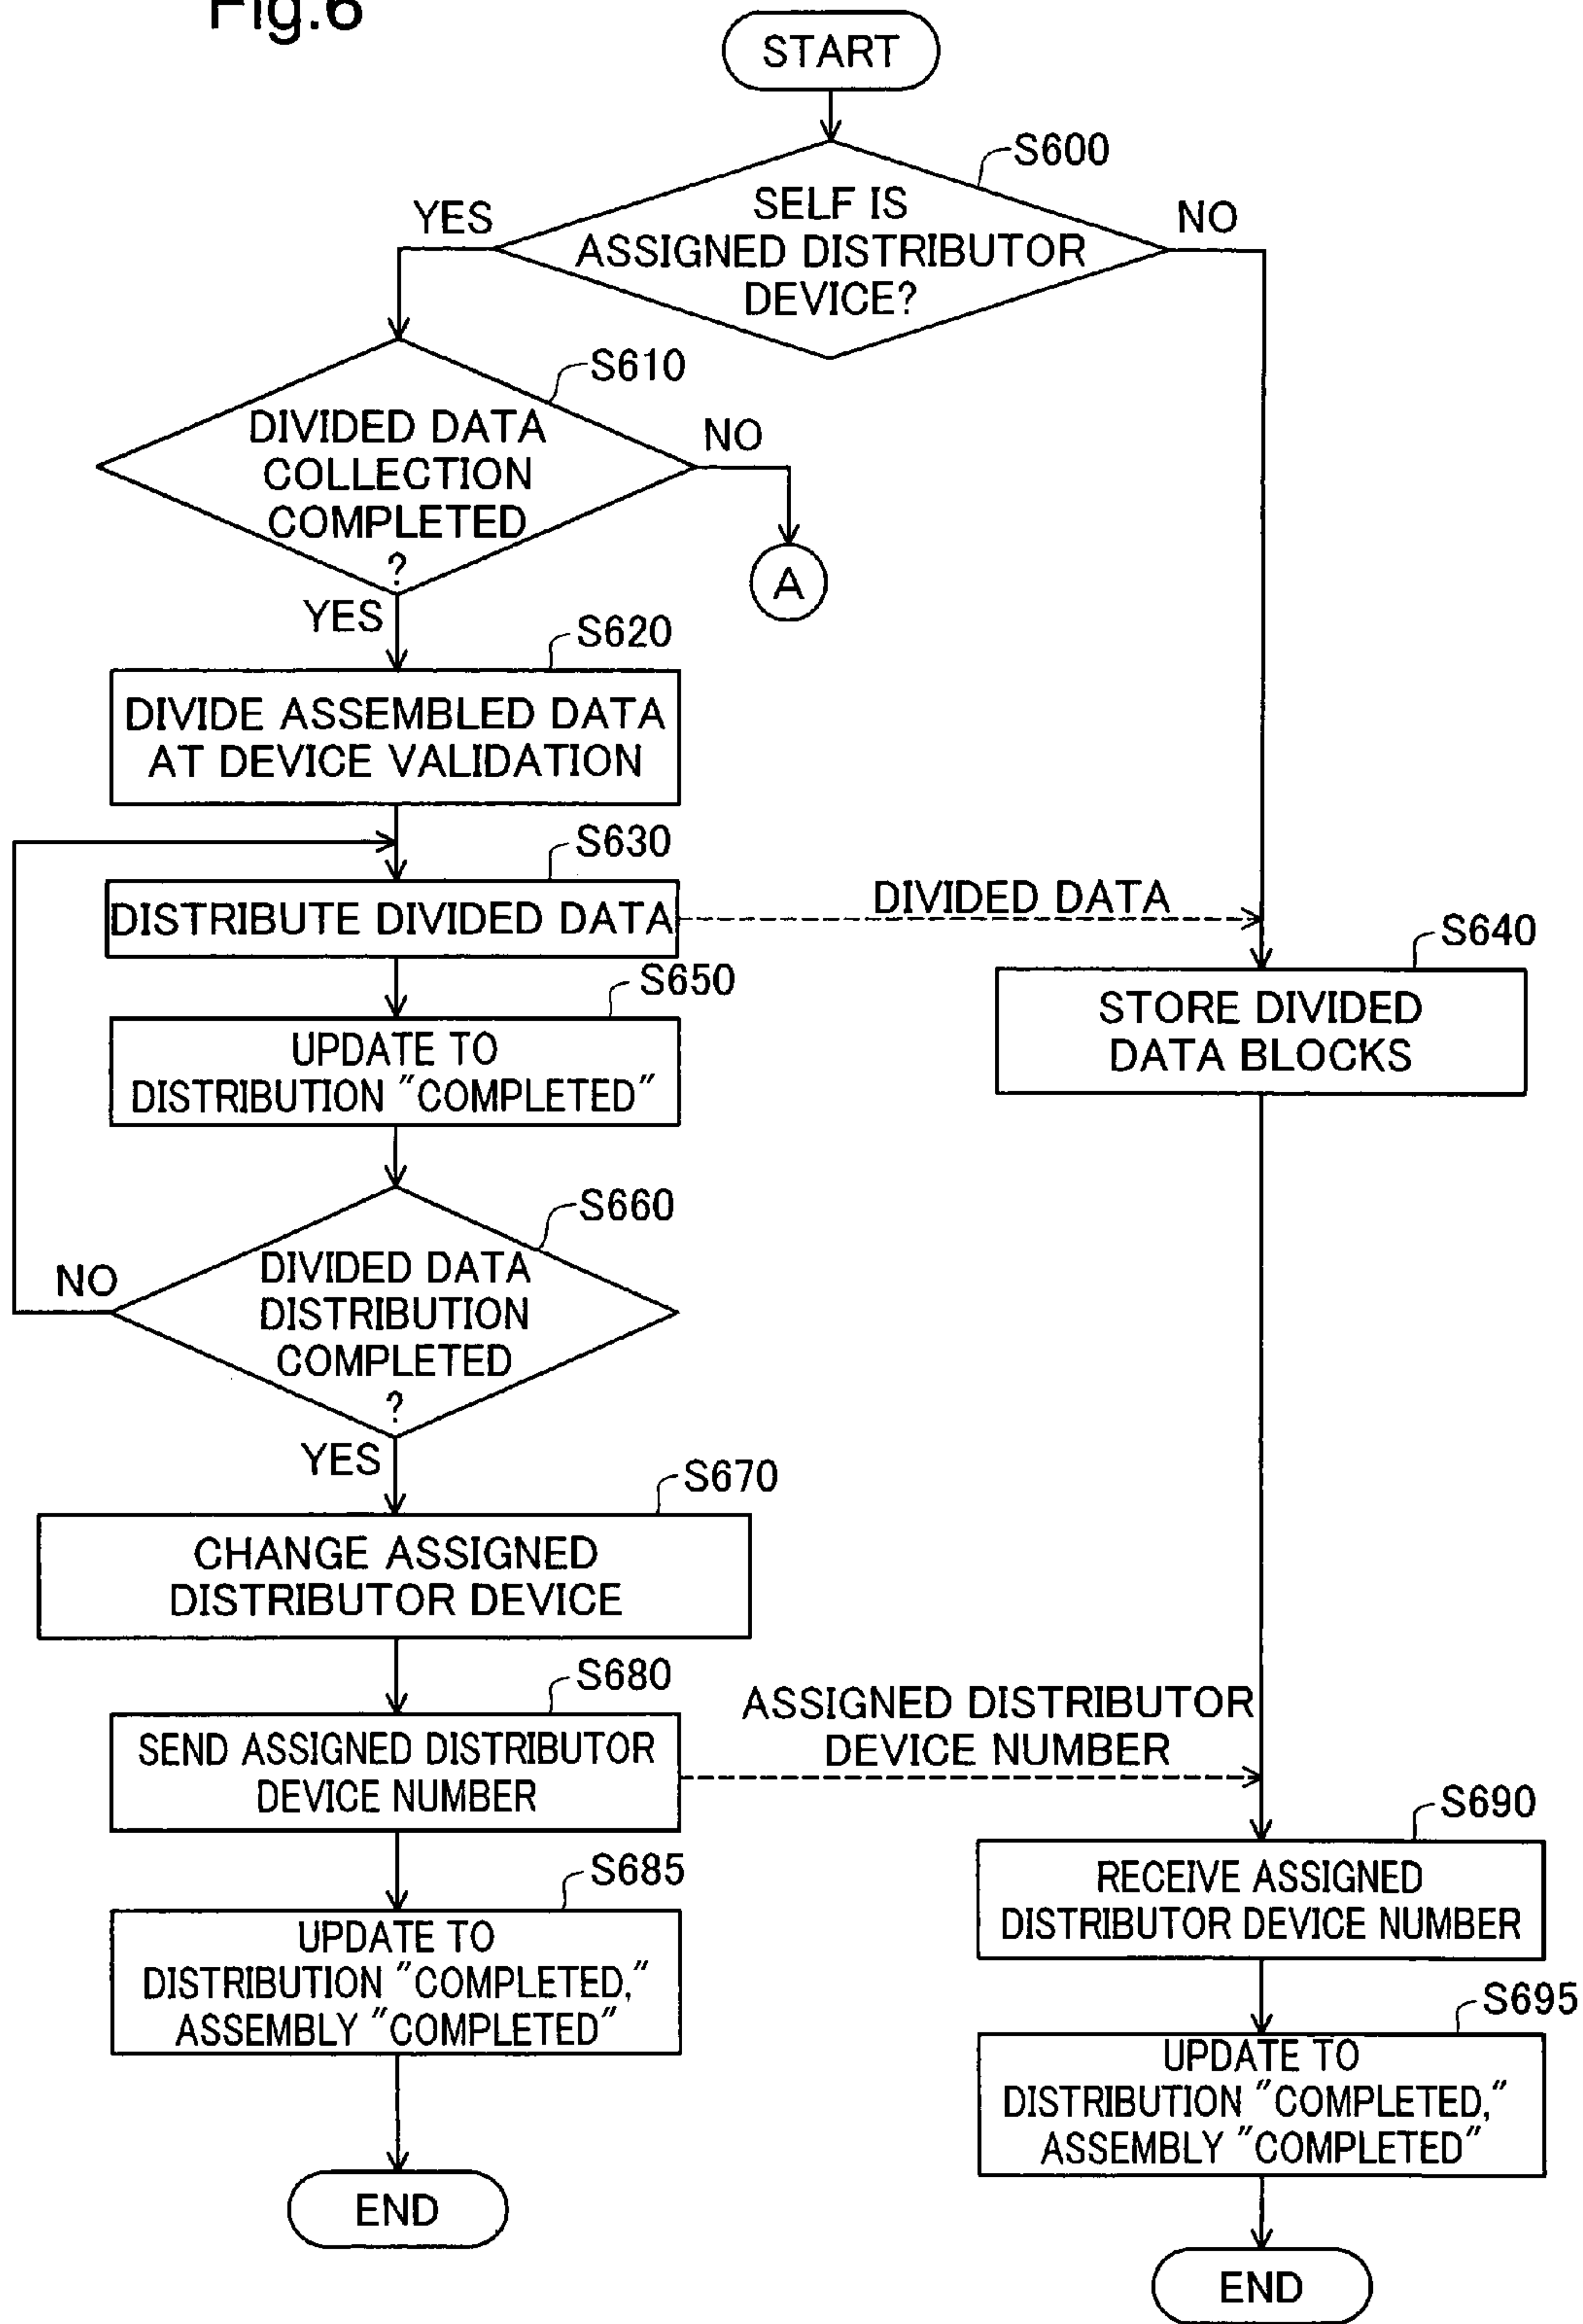 Fig.6
START
S600
SELF IS
ASSIGNED DISTRIBUTOR
DEVICE?
YES
NO
S610
DIVIDED DATA
COLLECTION
COMPLETED
?
NO
A
YES
S620
DIVIDE ASSEMBLED DATA
AT DEVICE VALIDATION
S630
DISTRIBUTE DIVIDED DATA
DIVIDED DATA
S640
STORE DIVIDED
DATA BLOCKS
S650
UPDATE TO
DISTRIBUTION "COMPLETED"
S660
DIVIDED DATA
DISTRIBUTION
COMPLETED
?
NO
YES
S670
CHANGE ASSIGNED
DISTRIBUTOR DEVICE
S680
SEND ASSIGNED DISTRIBUTOR
DEVICE NUMBER
ASSIGNED DISTRIBUTOR
DEVICE NUMBER
S690
RECEIVE ASSIGNED
DISTRIBUTOR DEVICE NUMBER
S685
UPDATE TO
DISTRIBUTION "COMPLETED,"
ASSEMBLY "COMPLETED"
S695
UPDATE TO
DISTRIBUTION "COMPLETED,"
ASSEMBLY "COMPLETED"
END
END